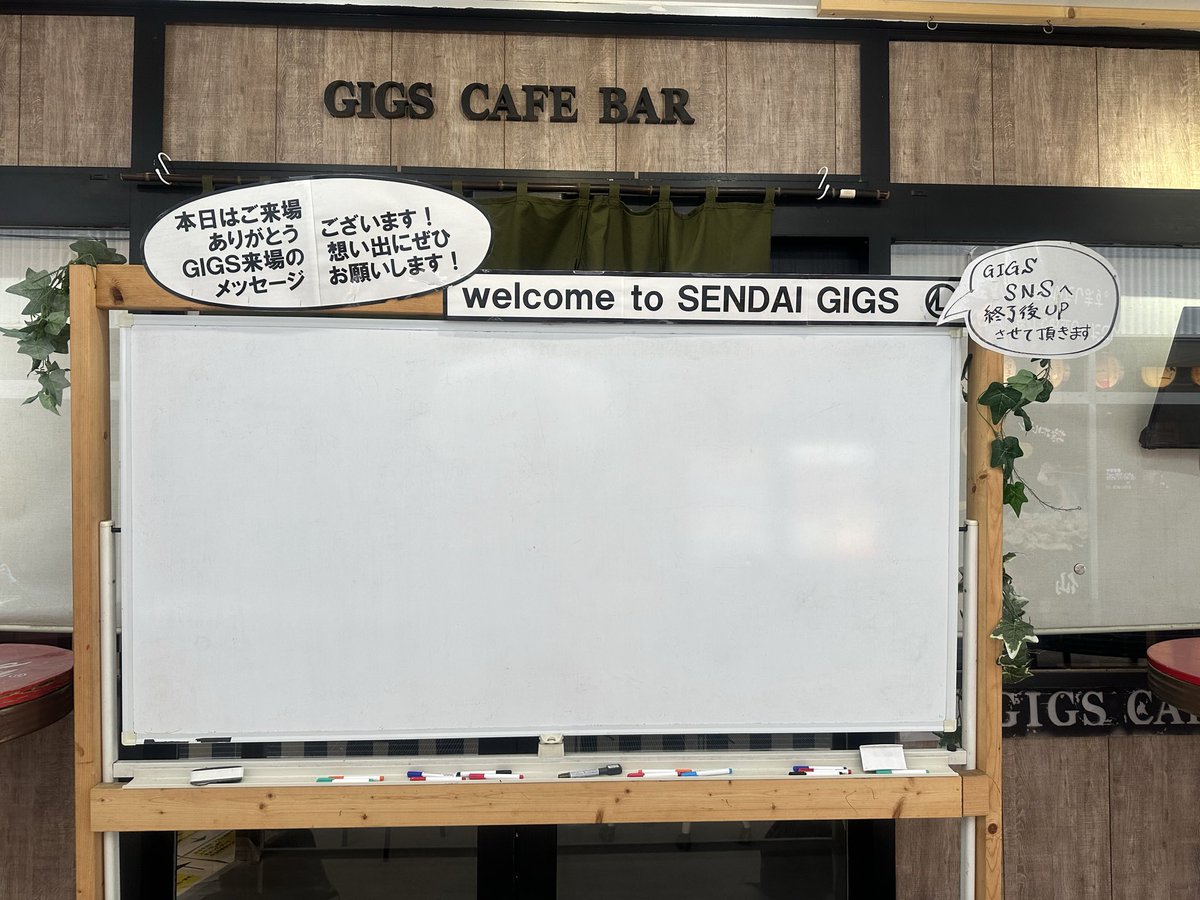 GIGS CAFE BAR
本日はご来場
ありがとう
GIGS来場の
メッセージ
ございます！
想い出にぜひ
お願いします！
welcome to SENDAI GIGS
GIGS
SNSへ
終了後UP
させて頂きます
GIGS CA